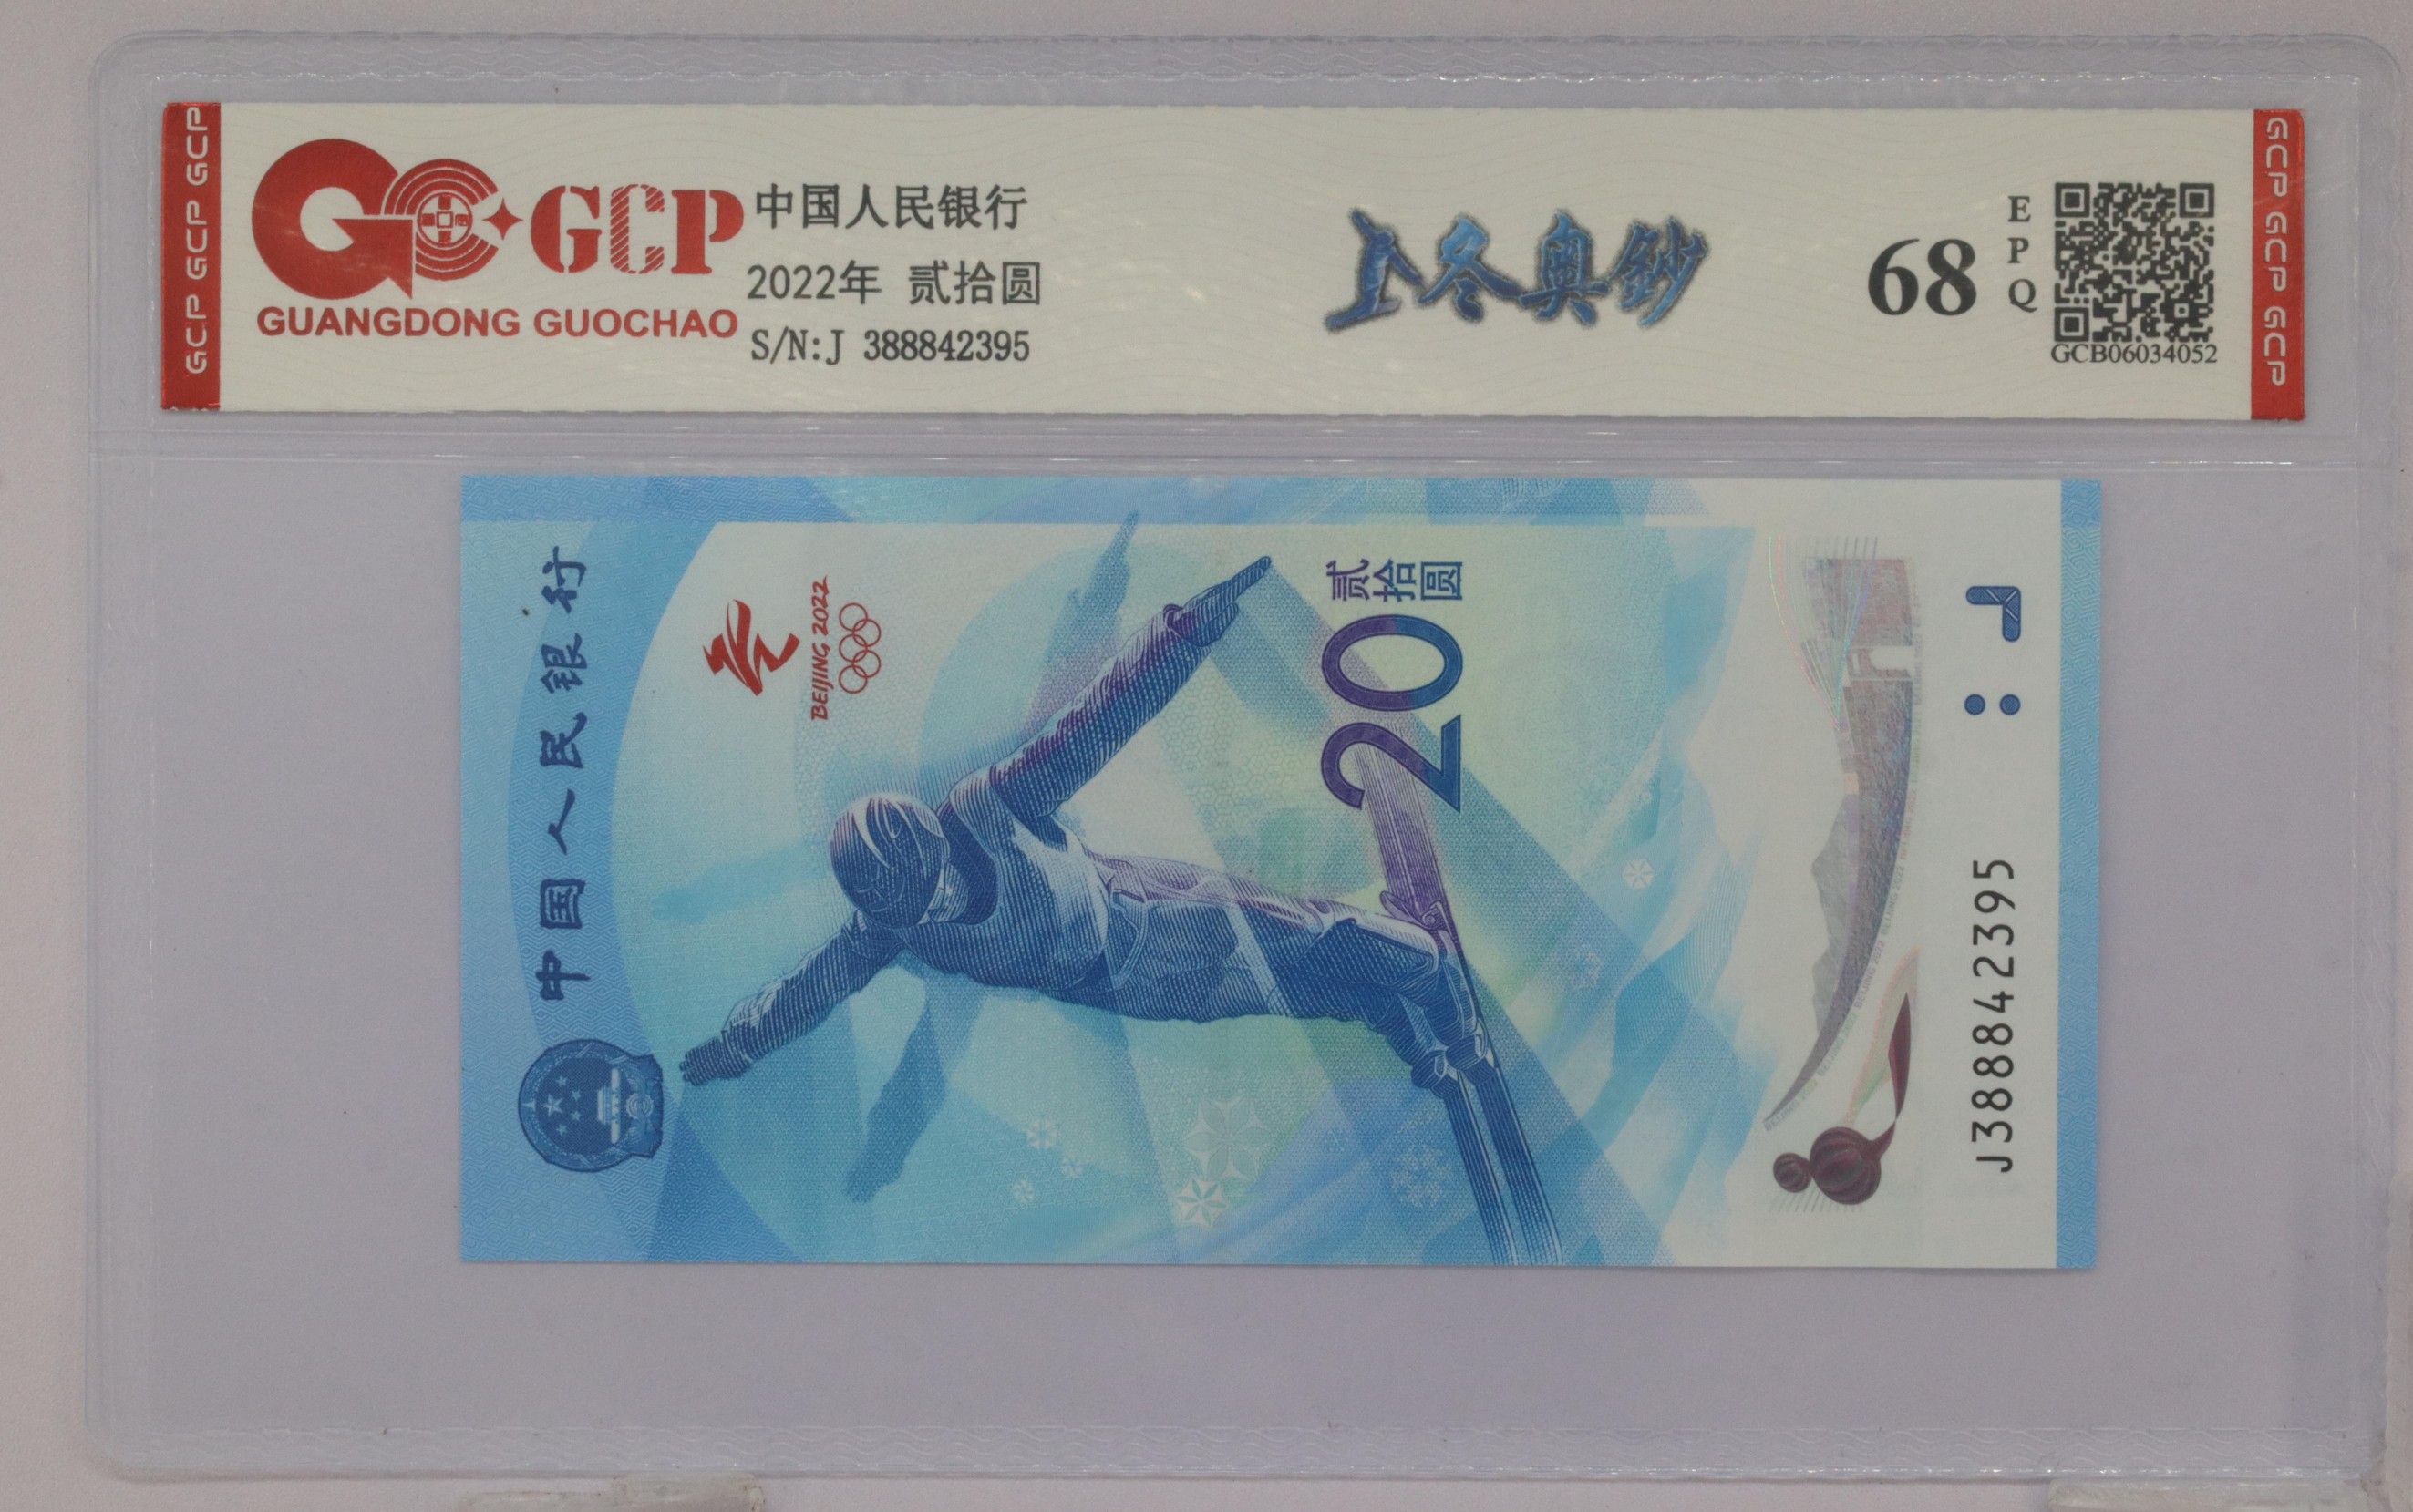 GCP GCP GCP
GCP
GUANGDONG GUOCHAO
中国人民银行
2022年 贰拾圆
S/N:J 388842395
冬奥鈔
68
EPQ
GCB06034052
GCP GCP GCP
中国人民银行
BEIJING 2022
贰拾圆
20
J388842395